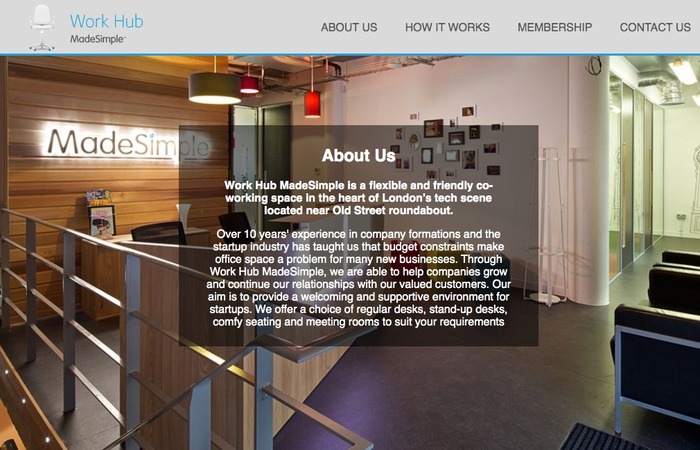 Work Hub
MadeSimple™
ABOUT US HOW IT WORKS MEMBERSHIP CONTACT US
MadeSimple
About Us
Work Hub MadeSimple is a flexible and friendly co-
working space in the heart of London's tech scene
located near Old Street roundabout.
Over 10 years' experience in company formations and the
startup industry has taught us that budget constraints make
office space a problem for many new businesses. Through
Work Hub MadeSimple, we are able to help companies grow
and continue our relationships with our valued customers. Our
aim is to provide a welcoming and supportive environment for
startups. We offer a choice of regular desks, stand-up desks,
comfy seating and meeting rooms to suit your requirements